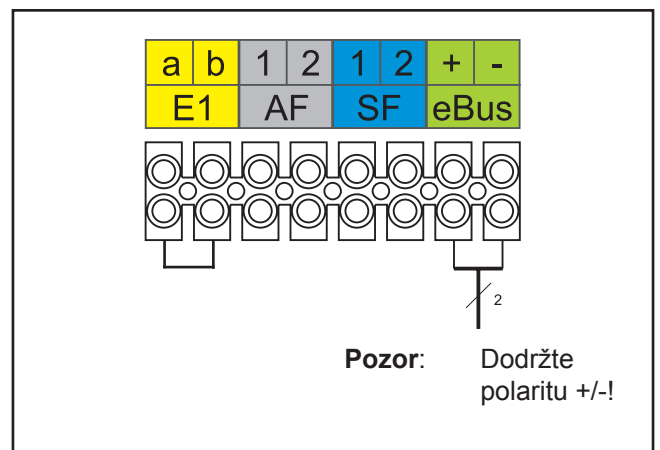 a b 1 2 1 2 + -
E1 AF SF eBus
2
Pozor: Dodržte
polaritu +/-!